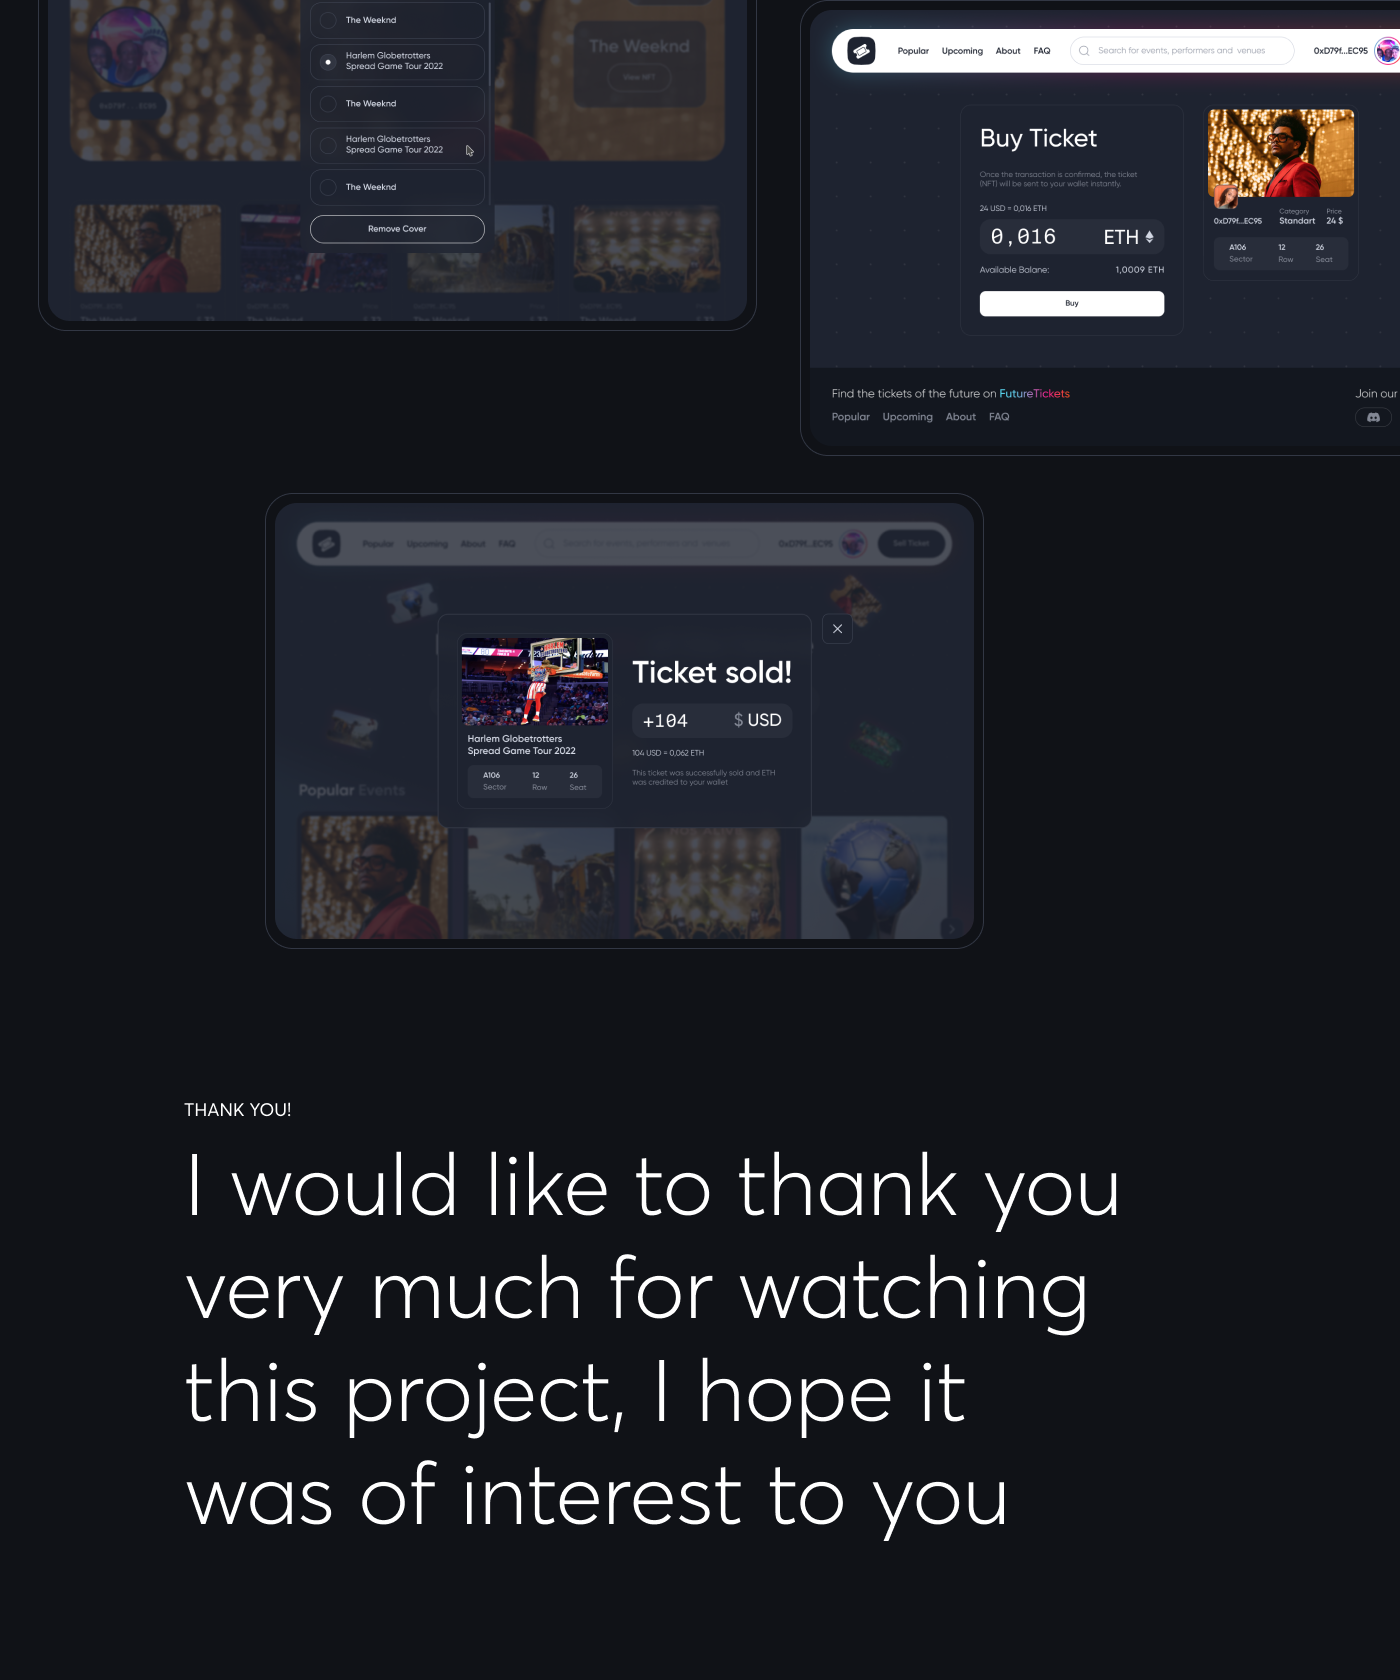 The Weeknd
Harlem Globetrotters
Spread Game Tour 2022
The Weeknd
Harlem Globetrotters
Spread Game Tour 2022
The Weeknd
Remove Cover
The Weeknd
View NFT
Popular Upcoming About FAQ
Search for events, performers and venues
0xD79f...EC95
Buy Ticket
Once the transaction is confirmed, the ticket
(NFT) will be sent to your wallet instantly.
24 USD = 0,016 ETH
0,016 ETH
Available Balane: 1,0009 ETH
Buy
Category Price
0xD79f...EC95 Standart 24 $
A106 12 26
Sector Row Seat
Find the tickets of the future on FutureTickets
Popular Upcoming About FAQ
Join our
Popular Upcoming About FAQ
Search for events, performers and venues
0xD79f...EC95
Sell Ticket
Ticket sold!
+104 $ USD
104 USD = 0,062 ETH
This ticket was successfully sold and ETH
was credited to your wallet
Harlem Globetrotters
Spread Game Tour 2022
A106 12 26
Sector Row Seat
Popular Events
THANK YOU!
I would like to thank you
very much for watching
this project, I hope it
was of interest to you